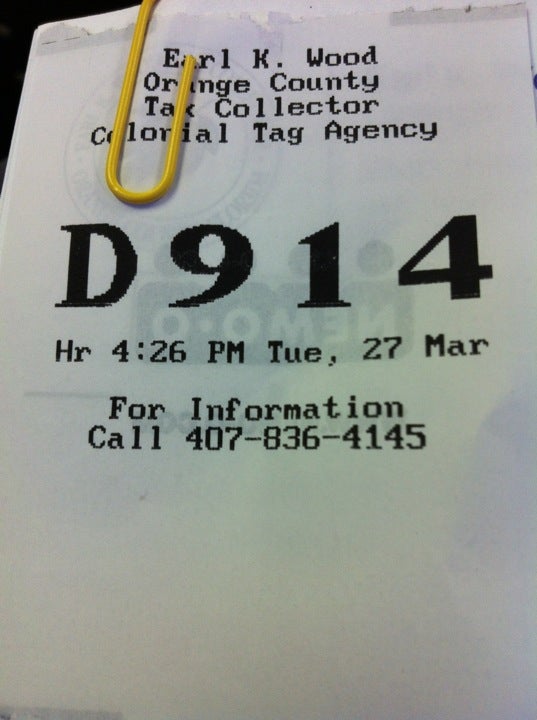 Earl K. Wood
Orange County
Tax Collector
Colonial Tag Agency
D914
Hr 4:26 PM Tue, 27 Mar
For Information
Call 407-836-4145
NEMO-Q